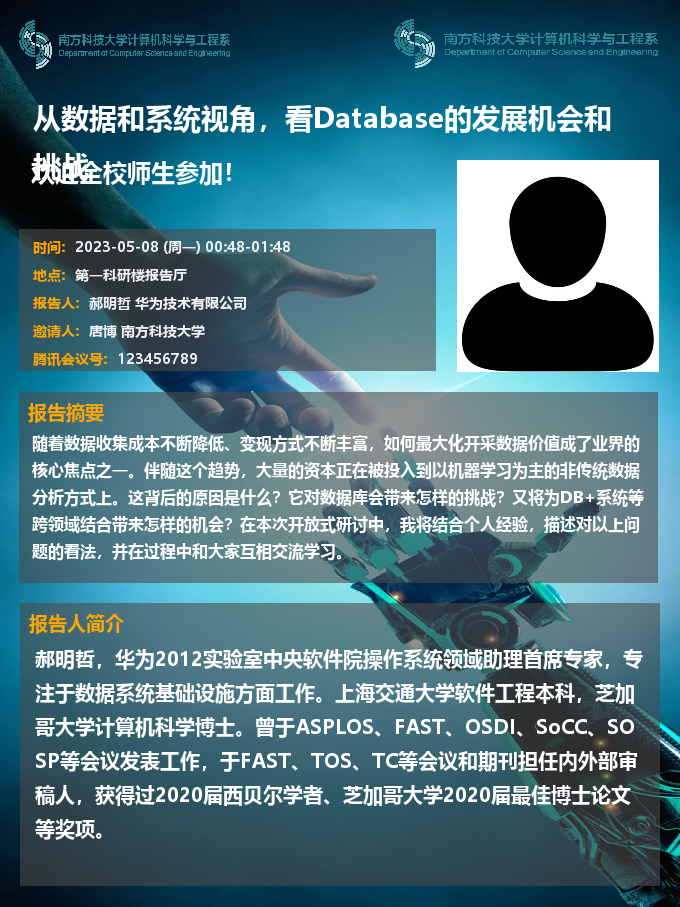 南方科技大学计算机科学与工程系
Department of Computer Science and Engineering
南方科技大学计算机科学与工程系
Department of Computer Science and Engineering
从数据和系统视角，看Database的发展机会和
挑战
欢迎全校师生参加！
时间：2023-05-08 (周一) 00:48-01:48
地点：第一科研楼报告厅
报告人：郝明哲 华为技术有限公司
邀请人：唐博 南方科技大学
腾讯会议号：123456789
报告摘要
随着数据收集成本不断降低、变现方式不断丰富，如何最大化开采数据价值成了业界的
核心焦点之一。伴随这个趋势，大量的资本正在被投入到以机器学习为主的非传统数据
分析方式上。这背后的原因是什么？它对数据库会带来怎样的挑战？又将为DB+系统等
跨领域结合带来怎样的机会？在本次开放式研讨中，我将结合个人经验，描述对以上问
题的看法，并在过程中和大家互相交流学习。
报告人简介
郝明哲，华为2012实验室中央软件院操作系统领域助理首席专家，专
注于数据系统基础设施方面工作。上海交通大学软件工程本科，芝加
哥大学计算机科学博士。曾于ASPLOS、FAST、OSDI、SoCC、SO
SP等会议发表工作，于FAST、TOS、TC等会议和期刊担任内外部审
稿人，获得过2020届西贝尔学者、芝加哥大学2020届最佳博士论文
等奖项。